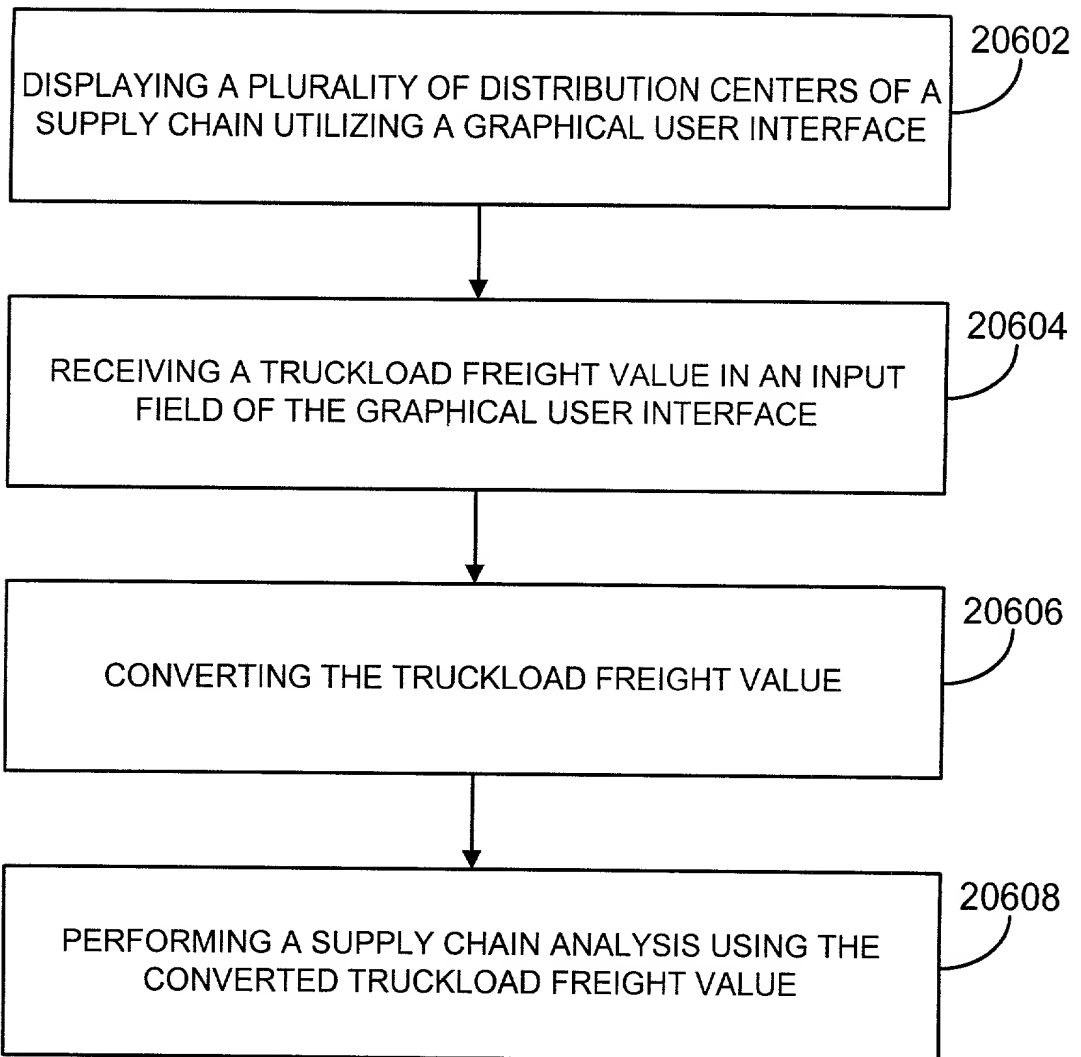 20602
DISPLAYING A PLURALITY OF DISTRIBUTION CENTERS OF A
SUPPLY CHAIN UTILIZING A GRAPHICAL USER INTERFACE
20604
RECEIVING A TRUCKLOAD FREIGHT VALUE IN AN INPUT
FIELD OF THE GRAPHICAL USER INTERFACE
20606
CONVERTING THE TRUCKLOAD FREIGHT VALUE
20608
PERFORMING A SUPPLY CHAIN ANALYSIS USING THE
CONVERTED TRUCKLOAD FREIGHT VALUE